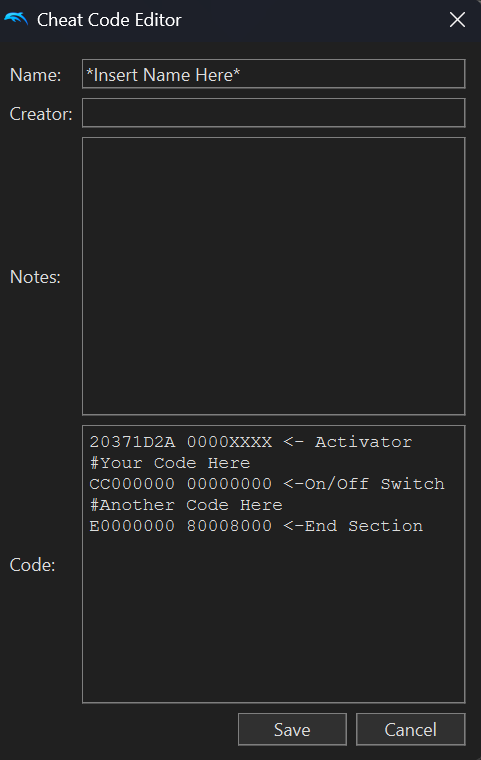 Cheat Code Editor
Name: *Insert Name Here*
Creator:
Notes:
Code:
20371D2A 0000XXXX <- Activator
#Your Code Here
CC000000 00000000 <-On/Off Switch
#Another Code Here
E0000000 80008000 <-End Section
Save Cancel